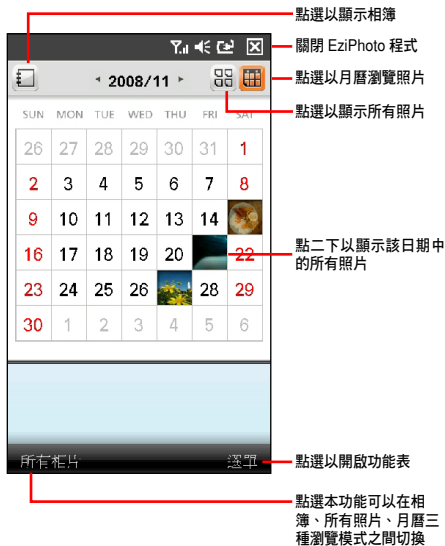 點選以顯示相簿
關閉 EziPhoto 程式
2008/11
點選以月曆瀏覽照片
點選以顯示所有照片
SUN MON TUE WED THU FRI SAT
26 27 28 29 30 31 1
2 3 4 5 6 7 8
9 10 11 12 13 14
16 17 18 19 20 22
23 24 25 26 28 29
30 1 2 3 4 5 6
點二下以顯示該日期中
的所有照片
所有相片
選單
點選以開啟功能表
點選本功能可以在相
簿、所有照片、月曆三
種瀏覽模式之間切換